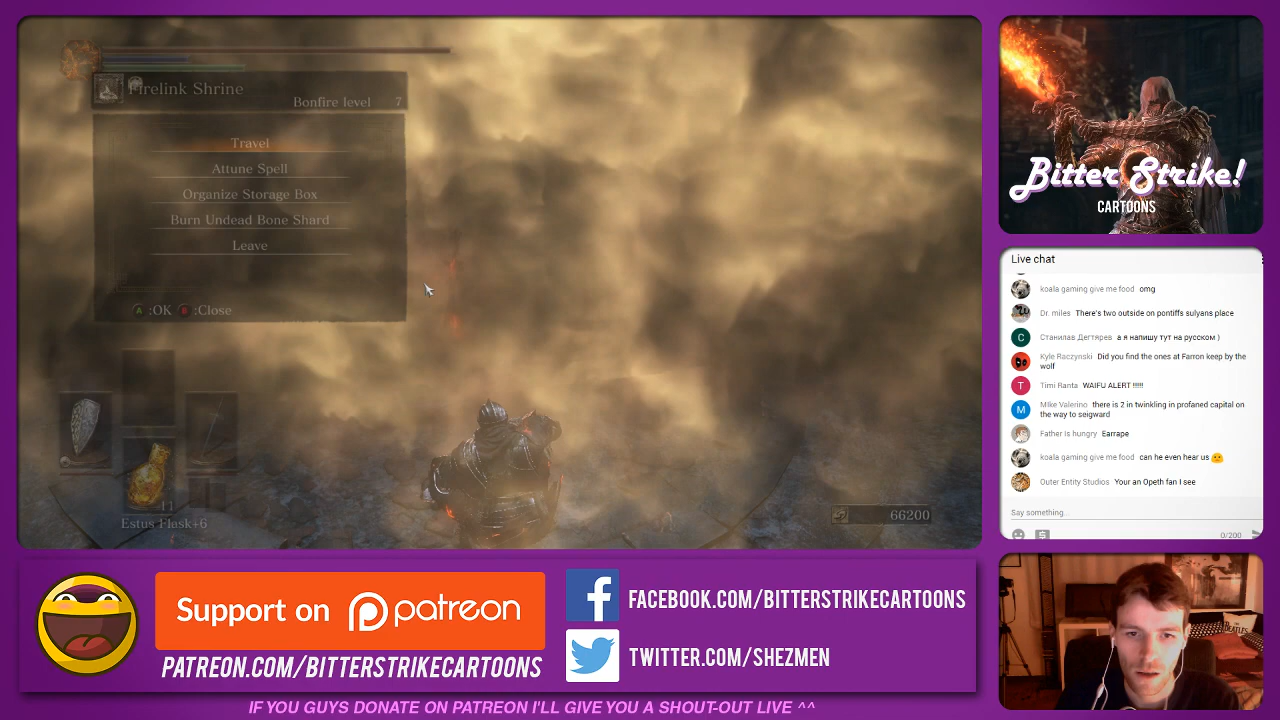 Firelink Shrine
Bonfire level 7
Travel
Attune Spell
Organize Storage Box
Burn Undead Bone Shard
Leave
A :OK B :Close
11
Estus Flask+6
66200
Bitter Strike!
CARTOONS
Live chat
koala gaming give me food omg
Dr. miles There's two outside on pontiffs sulyans place
С Станилав Дегтярев а я напишу тут на русском )
Kyle Raczynski Did you find the ones at Farron keep by the
wolf
T Timi Ranta WAIFU ALERT !!!!!
M Mike Valerino there is 2 in twinkling in profaned capital on
the way to seigward
Father Is hungry Earrape
koala gaming give me food can he even hear us
Outer Entity Studios Your an Opeth fan I see
Say something...
0/200
Support on patreon
PATREON.COM/BITTERSTRIKECARTOONS
FACEBOOK.COM/BITTERSTRIKECARTOONS
TWITTER.COM/SHEZMEN
IF YOU GUYS DONATE ON PATREON I'LL GIVE YOU A SHOUT-OUT LIVE ^^